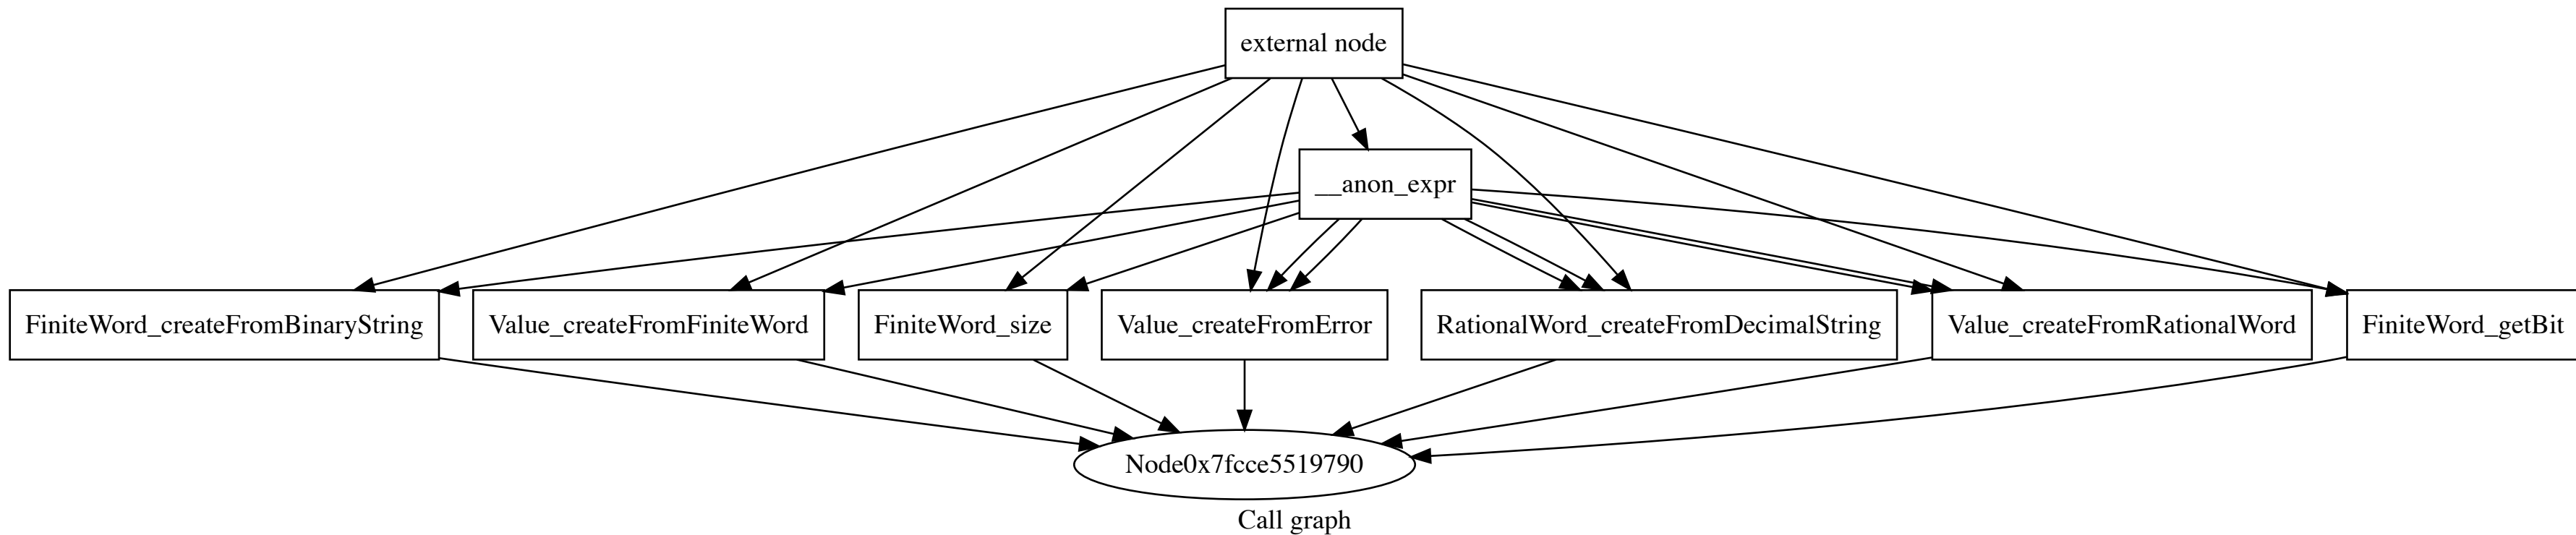 external node
__anon_expr
FiniteWord_createFromBinaryString
Value_createFromFiniteWord
FiniteWord_size
Value_createFromError
RationalWord_createFromDecimalString
Value_createFromRationalWord
FiniteWord_getBit
Node0x7fcce5519790
Call graph